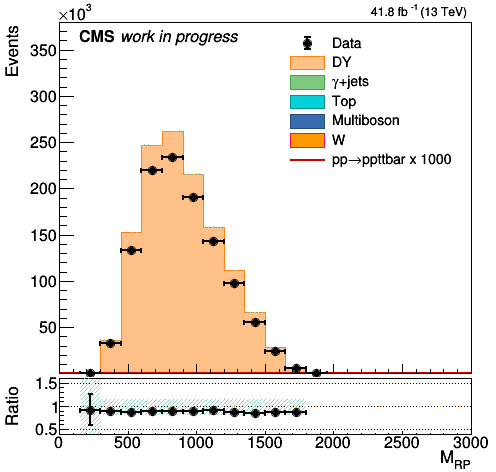 ×10³
41.8 fb⁻¹ (13 TeV)
CMS work in progress
Events
350
300
250
200
150
100
50
Data
DY
γ+jets
Top
Multiboson
W
pp→ppttbar x 1000
Ratio
1.5
1
0.5
0 500 1000 1500 2000 2500 3000
M_RP